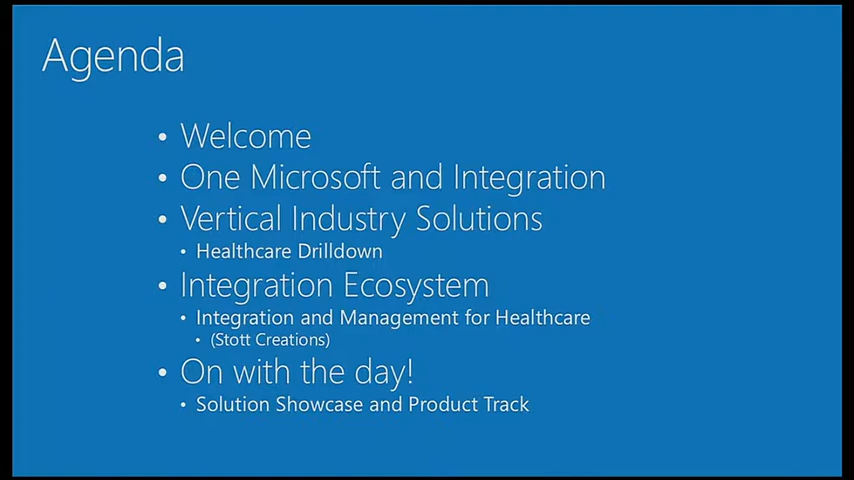 Agenda
• Welcome
• One Microsoft and Integration
• Vertical Industry Solutions
• Healthcare Drilldown
• Integration Ecosystem
• Integration and Management for Healthcare
• (Stott Creations)
• On with the day!
• Solution Showcase and Product Track